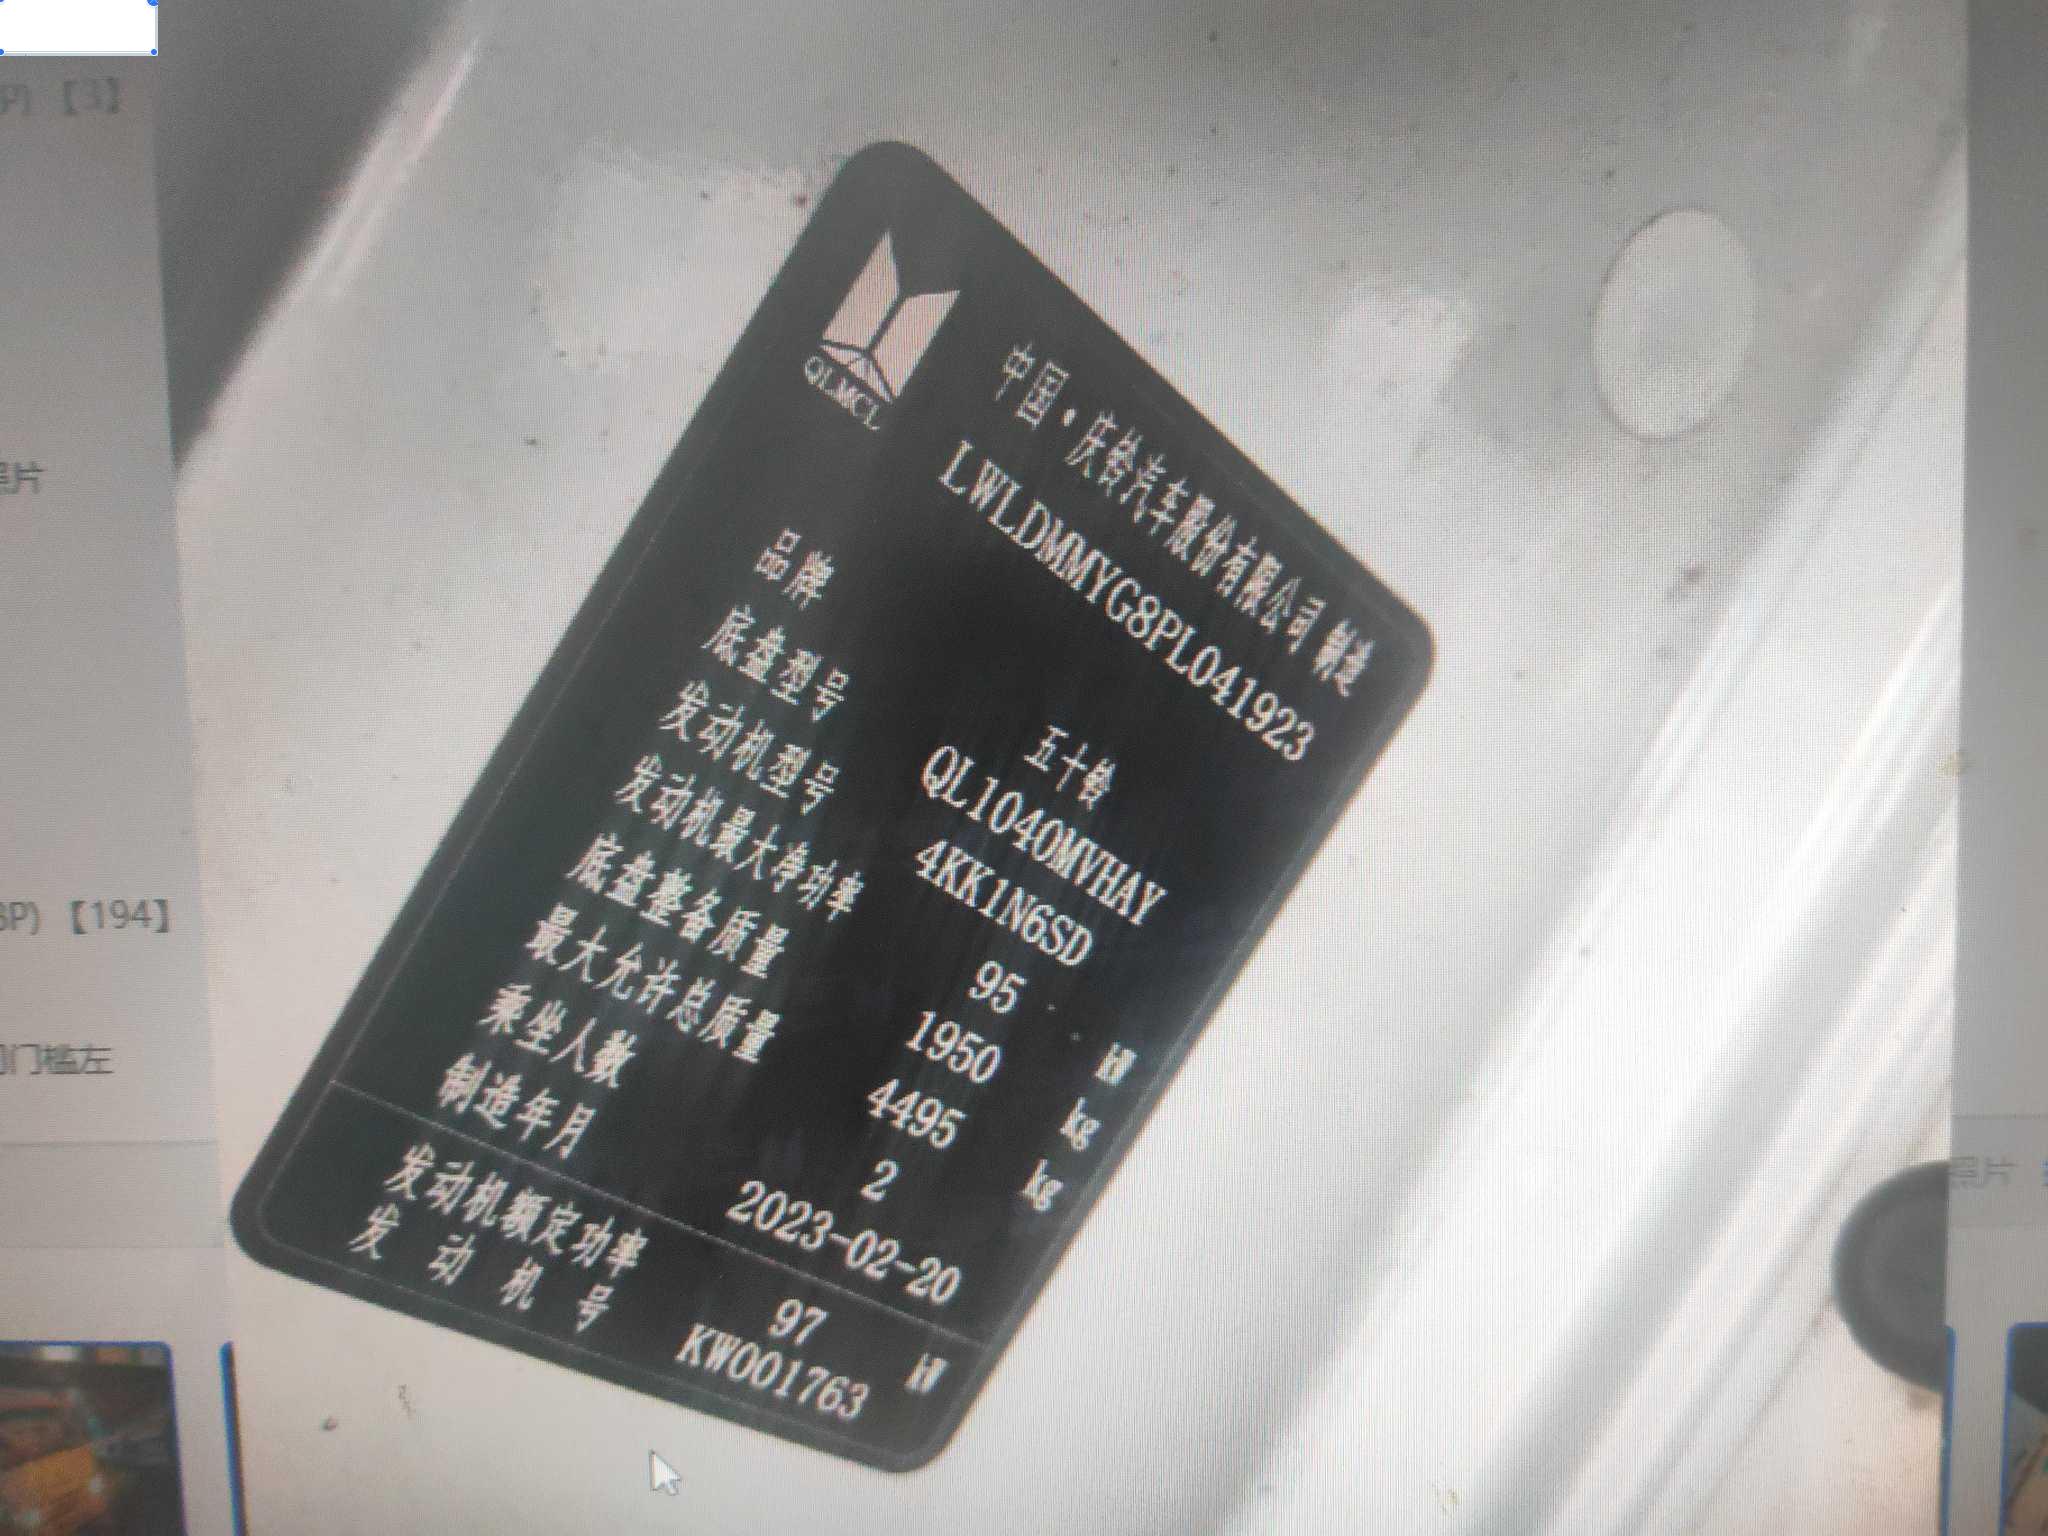 P) 【3】
照片
3P) 【194】
门槛左
照片
QLMCL
中国·庆铃汽车股份有限公司 制造
LWLDMMYG8PL041923
品牌 五十铃
底盘型号 QL1040MVHAY
发动机型号 4KK1N6SD
发动机最大净功率 95 kW
底盘整备质量 1950 kg
最大允许总质量 4495 kg
乘坐人数 2
制造年月 2023-02-20
发动机额定功率 97 kW
发动机号 KW001763